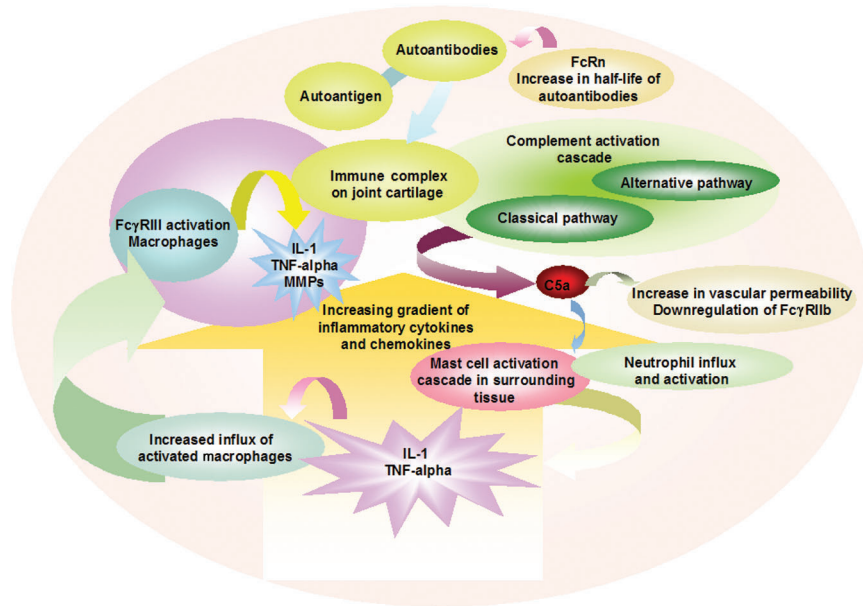 Autoantibodies
FcRn
Increase in half-life of
autoantibodies
Autoantigen
Complement activation
cascade
Immune complex
on joint cartilage
Alternative pathway
Classical pathway
FcγRIII activation
Macrophages
IL-1
TNF-alpha
MMPs
C5a
Increase in vascular permeability
Downregulation of FcγRIIb
Increasing gradient of
inflammatory cytokines
and chemokines
Mast cell activation
cascade in surrounding
tissue
Neutrophil influx
and activation
Increased influx of
activated macrophages
IL-1
TNF-alpha